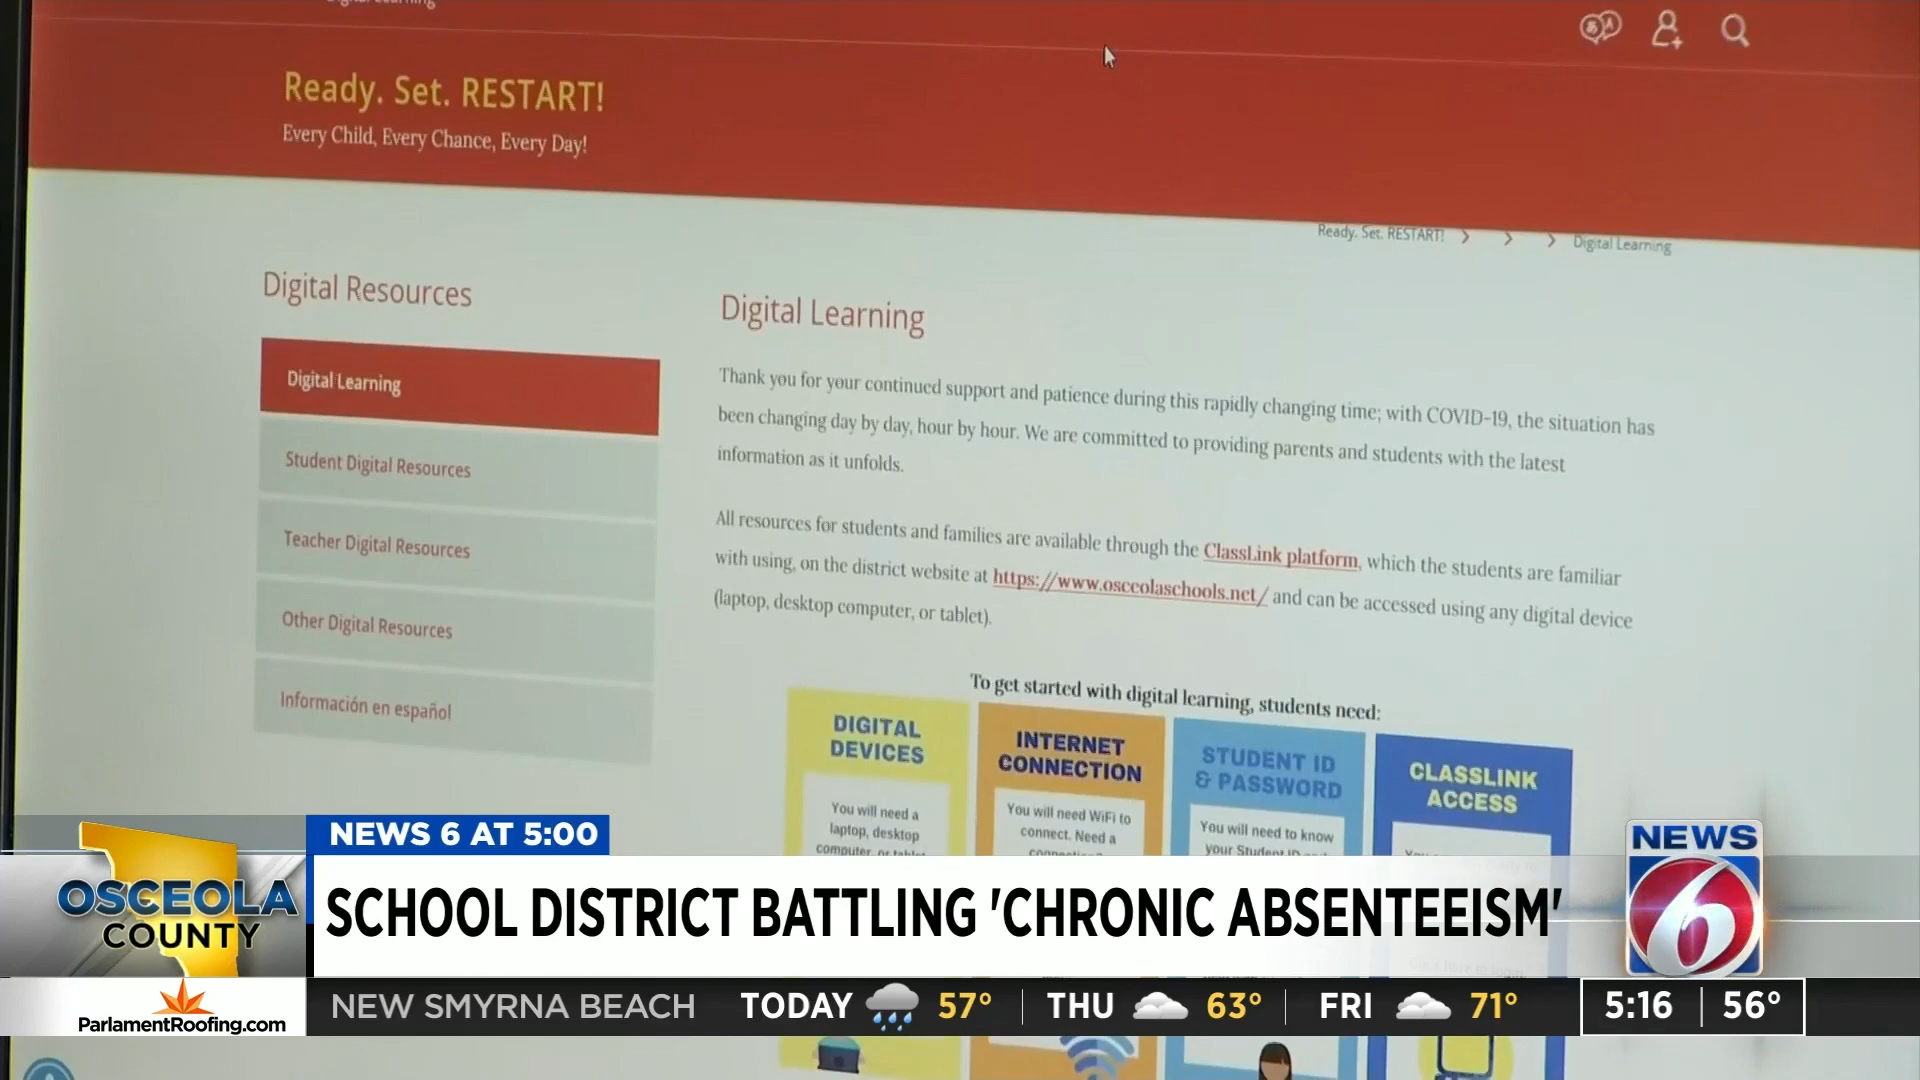 Digital Learning
Ready. Set. RESTART!
Every Child, Every Chance, Every Day!
Ready. Set. RESTART! > > > Digital Learning
Digital Resources
Digital Learning
Student Digital Resources
Teacher Digital Resources
Other Digital Resources
Información en español
Digital Learning
Thank you for your continued support and patience during this rapidly changing time; with COVID-19, the situation has
been changing day by day, hour by hour. We are committed to providing parents and students with the latest
information as it unfolds.
All resources for students and families are available through the ClassLink platform, which the students are familiar
with using, on the district website at https://www.osceolaschools.net/ and can be accessed using any digital device
(laptop, desktop computer, or tablet).
To get started with digital learning, students need:
DIGITAL
DEVICES
You will need a
laptop, desktop
computer, or tablet
INTERNET
CONNECTION
You will need WiFi to
connect. Need a
STUDENT ID
& PASSWORD
You will need to know
your Student ID
CLASSLINK
ACCESS
NEWS 6 AT 5:00
OSCEOLA
COUNTY
SCHOOL DISTRICT BATTLING 'CHRONIC ABSENTEEISM'
NEWS
6
ParlamentRoofing.com
NEW SMYRNA BEACH TODAY 57° THU 63° FRI 71° 5:16 56°